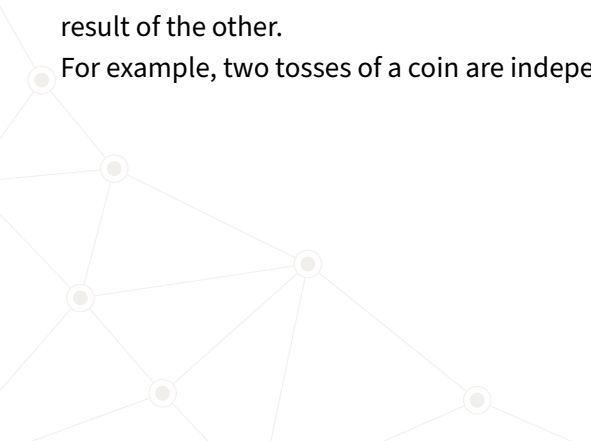 result of the other.
For example, two tosses of a coin are indepe